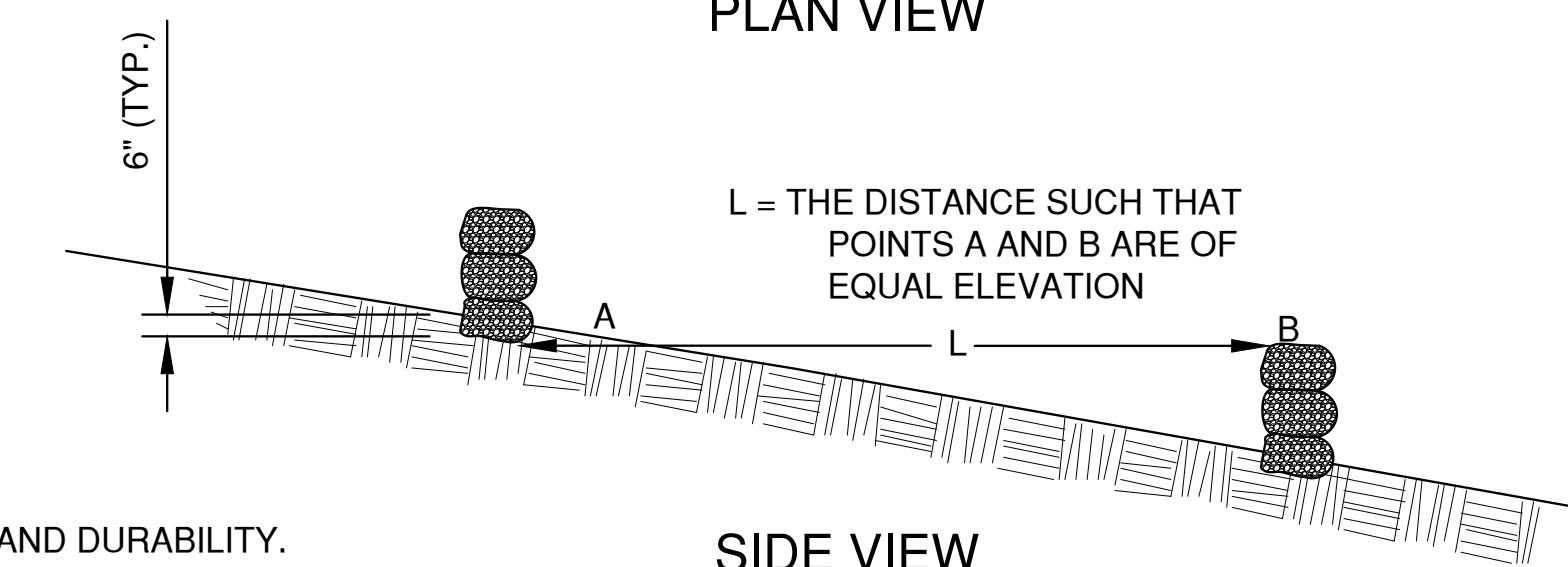 PLAN VIEW
6" (TYP.)
L = THE DISTANCE SUCH THAT
POINTS A AND B ARE OF
EQUAL ELEVATION
A
B
L
AND DURABILITY.
SIDE VIEW